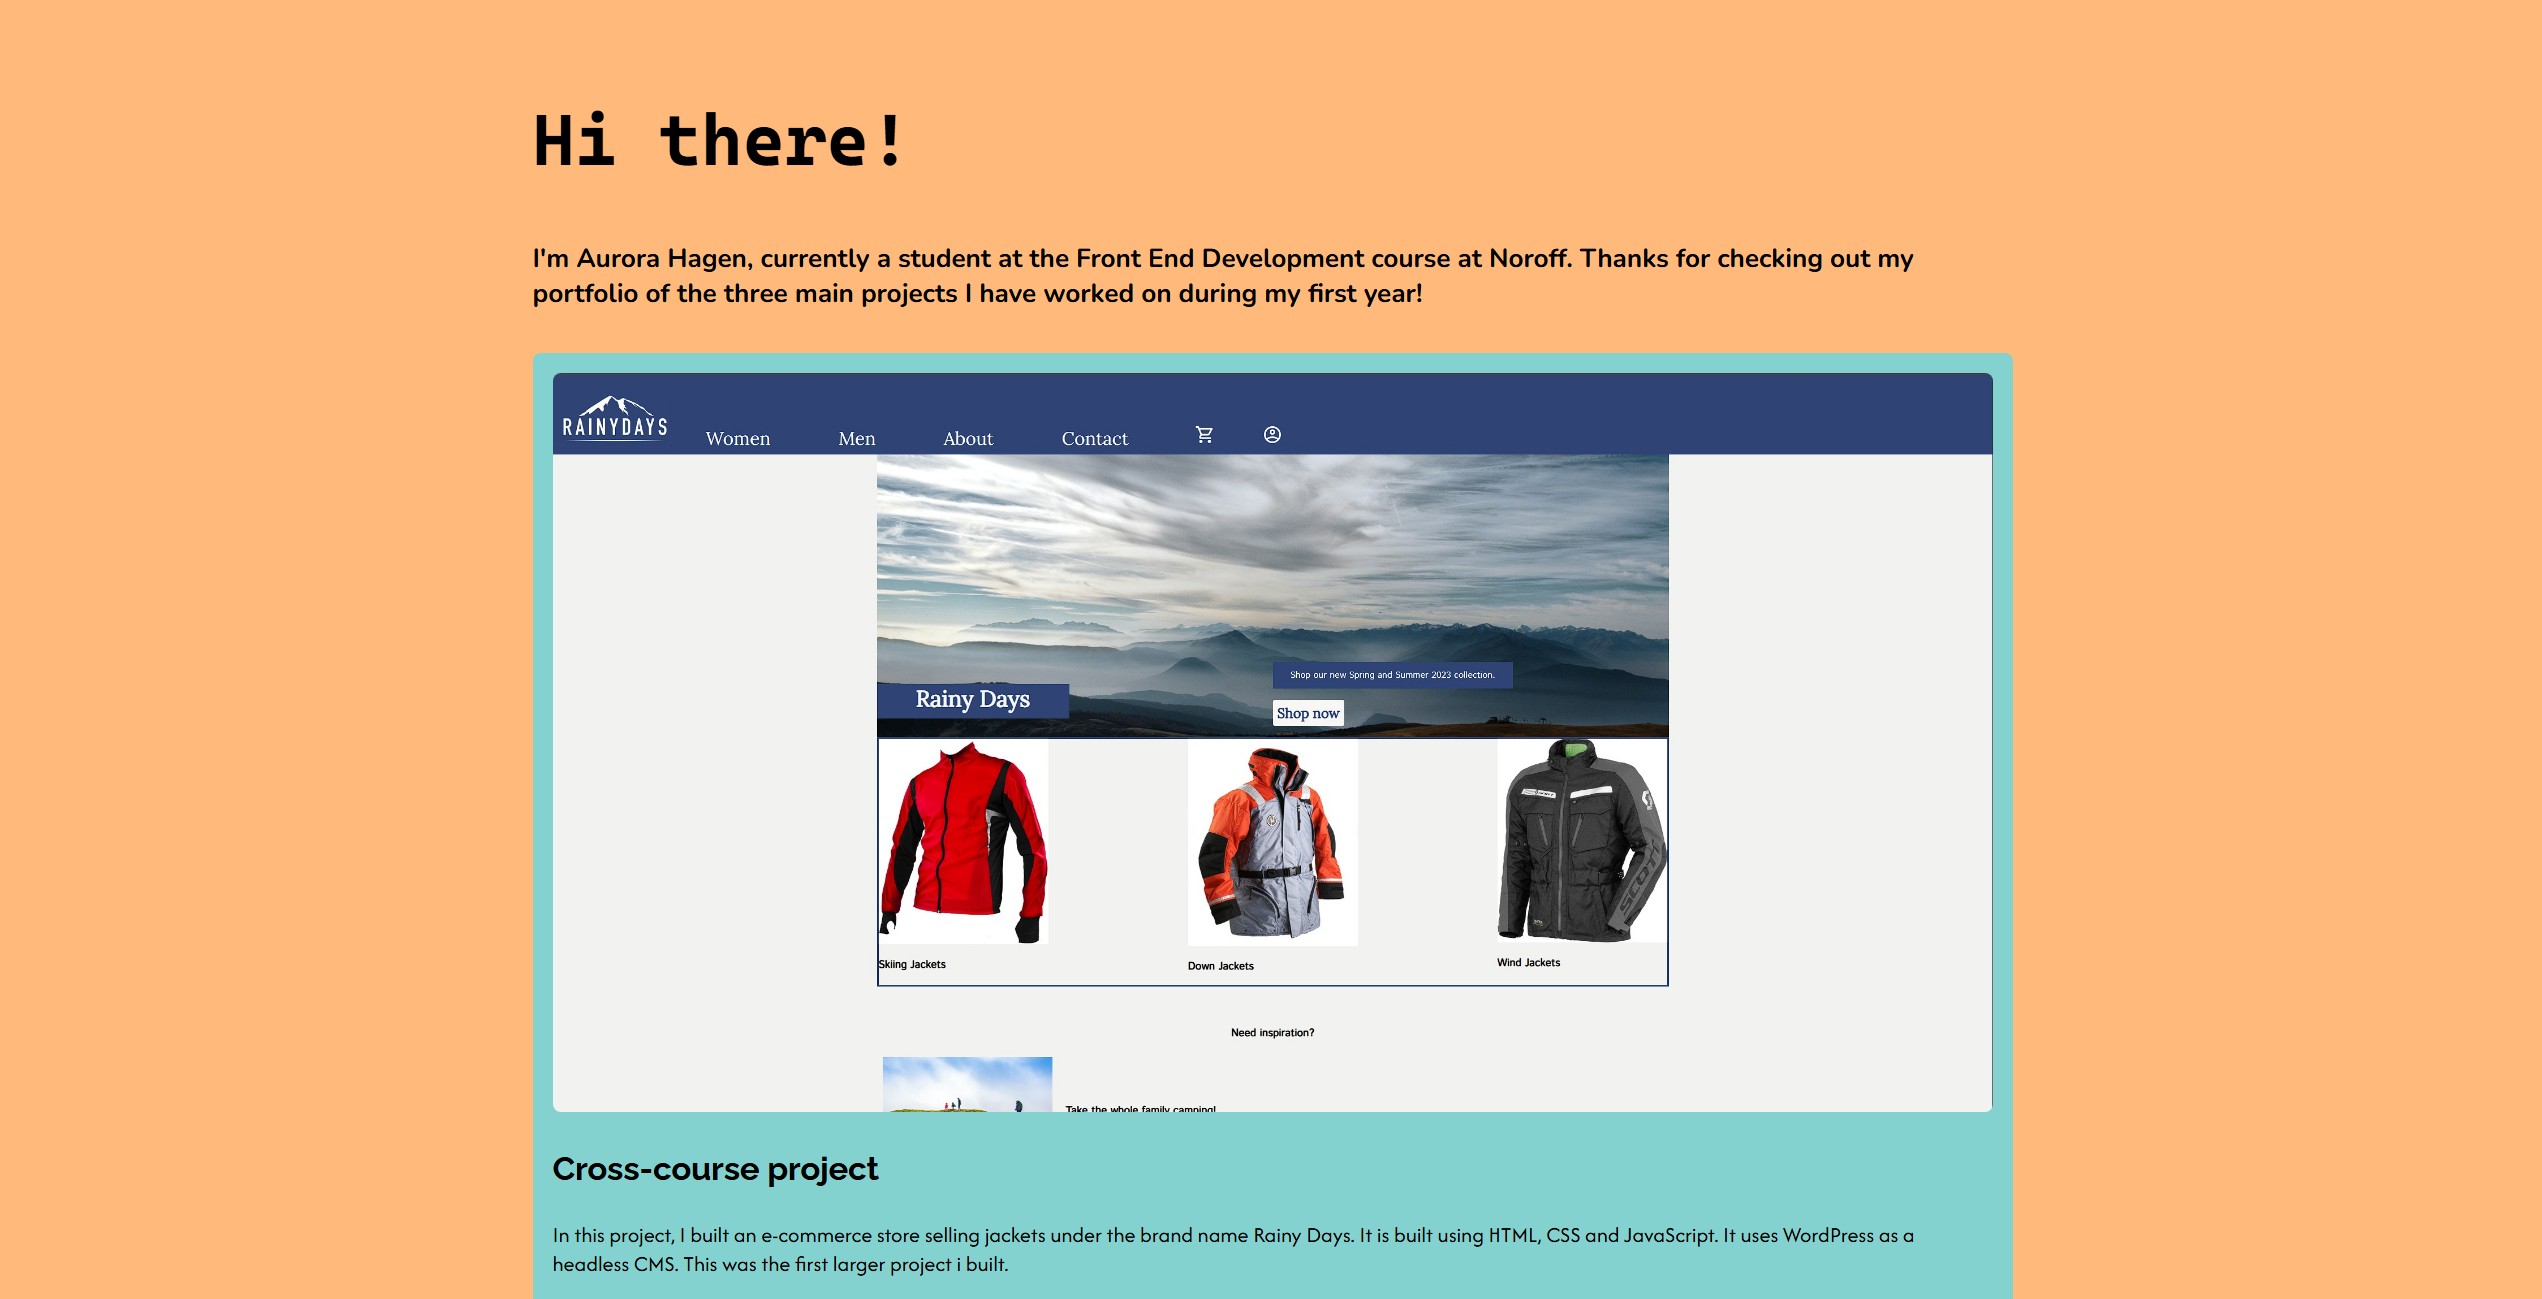 Hi there!
I'm Aurora Hagen, currently a student at the Front End Development course at Noroff. Thanks for checking out my
portfolio of the three main projects I have worked on during my first year!
RAINYDAYS
Women Men About Contact
Shop our new Spring and Summer 2023 collection.
Rainy Days
Shop now
SCOTT
Skiing Jackets Down Jackets Wind Jackets
Need inspiration?
Take the whole family camping!
Cross-course project
In this project, I built an e-commerce store selling jackets under the brand name Rainy Days. It is built using HTML, CSS and JavaScript. It uses WordPress as a
headless CMS. This was the first larger project i built.